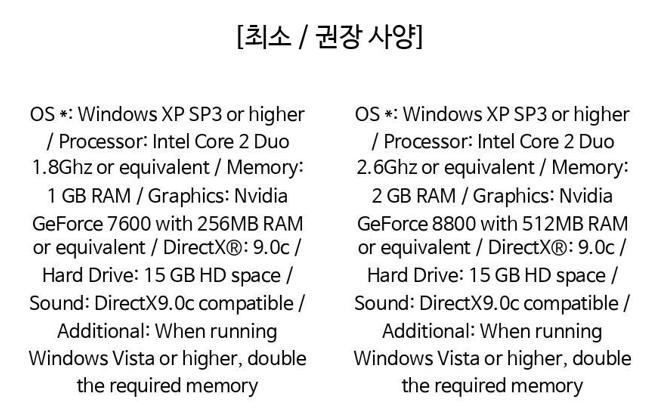 [최소 / 권장 사양]
OS *: Windows XP SP3 or higher
/ Processor: Intel Core 2 Duo
1.8Ghz or equivalent / Memory:
1 GB RAM / Graphics: Nvidia
GeForce 7600 with 256MB RAM
or equivalent / DirectX®: 9.0c /
Hard Drive: 15 GB HD space /
Sound: DirectX9.0c compatible /
Additional: When running
Windows Vista or higher, double
the required memory
OS *: Windows XP SP3 or higher
/ Processor: Intel Core 2 Duo
2.6Ghz or equivalent / Memory:
2 GB RAM / Graphics: Nvidia
GeForce 8800 with 512MB RAM
or equivalent / DirectX®: 9.0c /
Hard Drive: 15 GB HD space /
Sound: DirectX9.0c compatible /
Additional: When running
Windows Vista or higher, double
the required memory